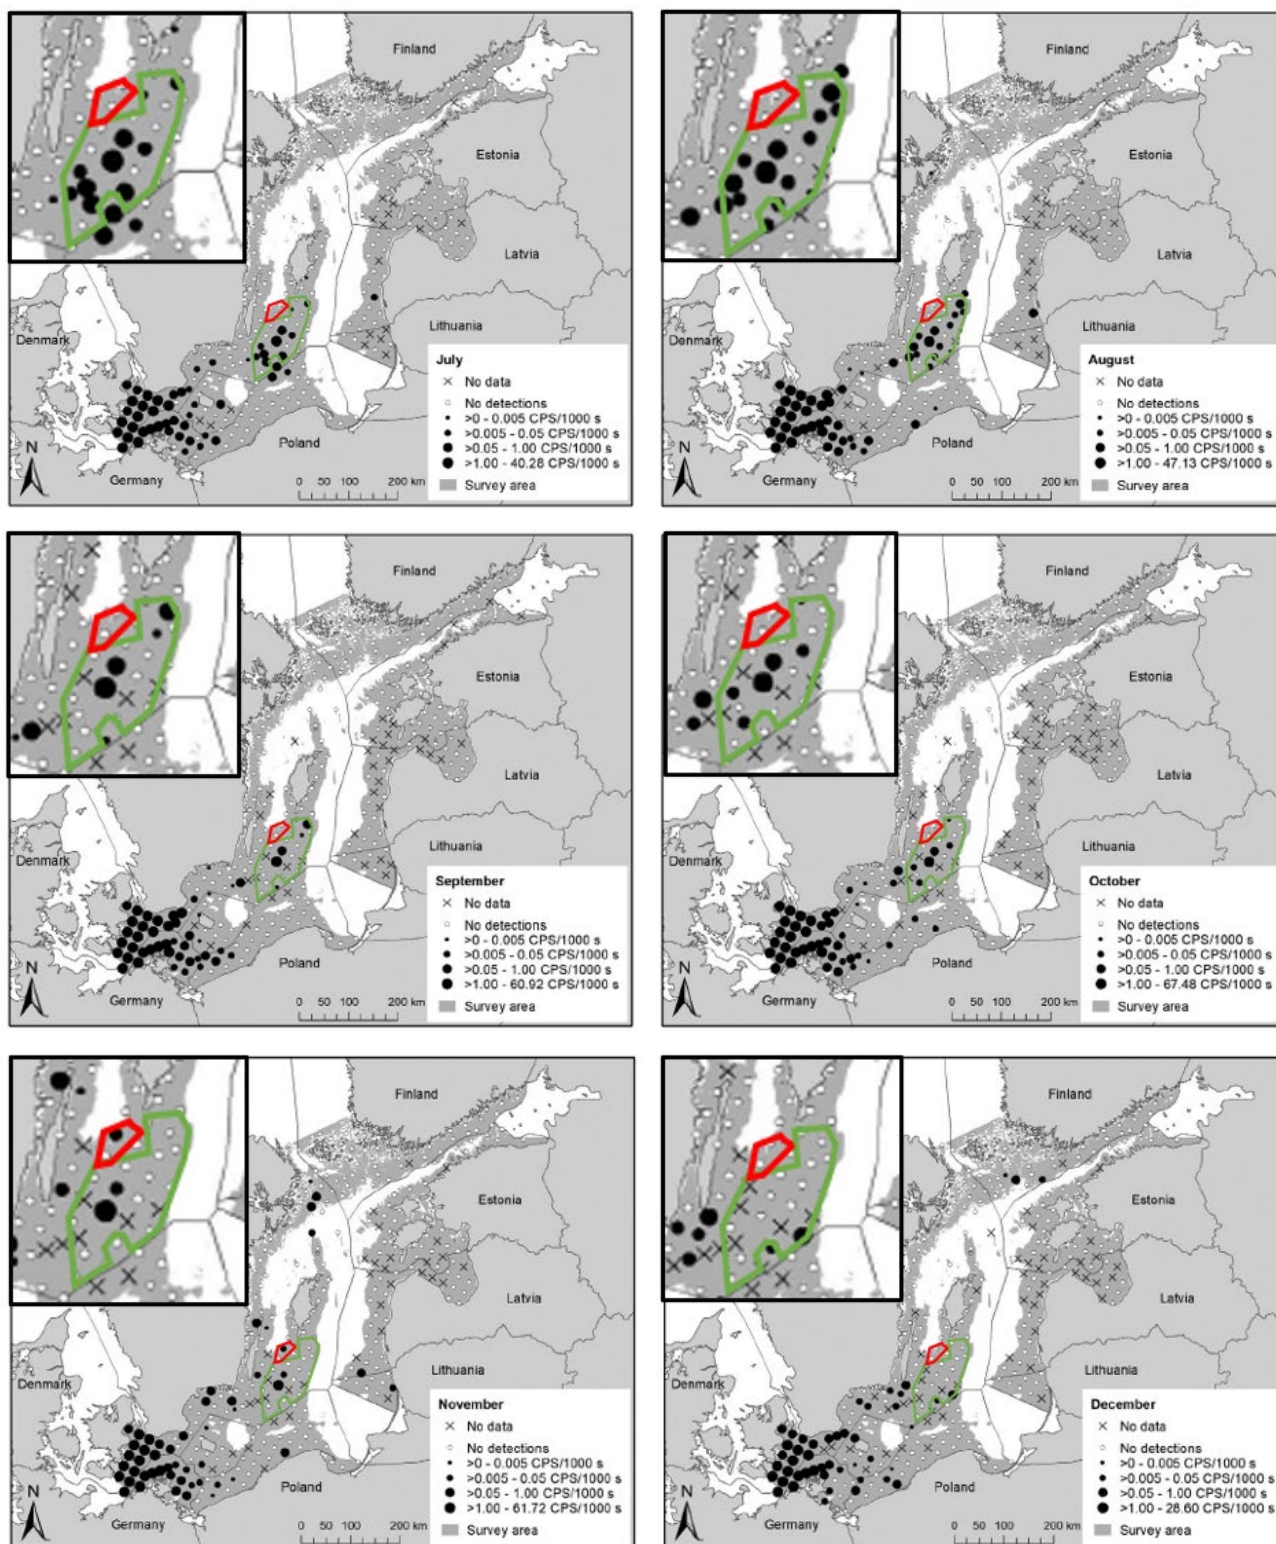 Finland
Estonia
Latvia
Lithuania
Denmark
Poland
Germany
N
July
No data
No detections
>0 - 0.005 CPS/1000 s
>0.005 - 0.05 CPS/1000 s
>0.05 - 1.00 CPS/1000 s
>1.00 - 40.28 CPS/1000 s
Survey area
0 50 100 200 km
Finland
Estonia
Latvia
Lithuania
Denmark
Poland
Germany
N
August
No data
No detections
>0 - 0.005 CPS/1000 s
>0.005 - 0.05 CPS/1000 s
>0.05 - 1.00 CPS/1000 s
>1.00 - 47.13 CPS/1000 s
Survey area
0 50 100 200 km
Finland
Estonia
Latvia
Lithuania
Denmark
Poland
Germany
N
September
No data
No detections
>0 - 0.005 CPS/1000 s
>0.005 - 0.05 CPS/1000 s
>0.05 - 1.00 CPS/1000 s
>1.00 - 60.92 CPS/1000 s
Survey area
0 50 100 200 km
Finland
Estonia
Latvia
Lithuania
Denmark
Poland
Germany
N
October
No data
No detections
>0 - 0.005 CPS/1000 s
>0.005 - 0.05 CPS/1000 s
>0.05 - 1.00 CPS/1000 s
>1.00 - 67.48 CPS/1000 s
Survey area
0 50 100 200 km
Finland
Estonia
Latvia
Lithuania
Denmark
Poland
Germany
N
November
No data
No detections
>0 - 0.005 CPS/1000 s
>0.005 - 0.05 CPS/1000 s
>0.05 - 1.00 CPS/1000 s
>1.00 - 61.72 CPS/1000 s
Survey area
0 50 100 200 km
Finland
Estonia
Latvia
Lithuania
Denmark
Poland
Germany
N
December
No data
No detections
>0 - 0.005 CPS/1000 s
>0.005 - 0.05 CPS/1000 s
>0.05 - 1.00 CPS/1000 s
>1.00 - 28.60 CPS/1000 s
Survey area
0 50 100 200 km